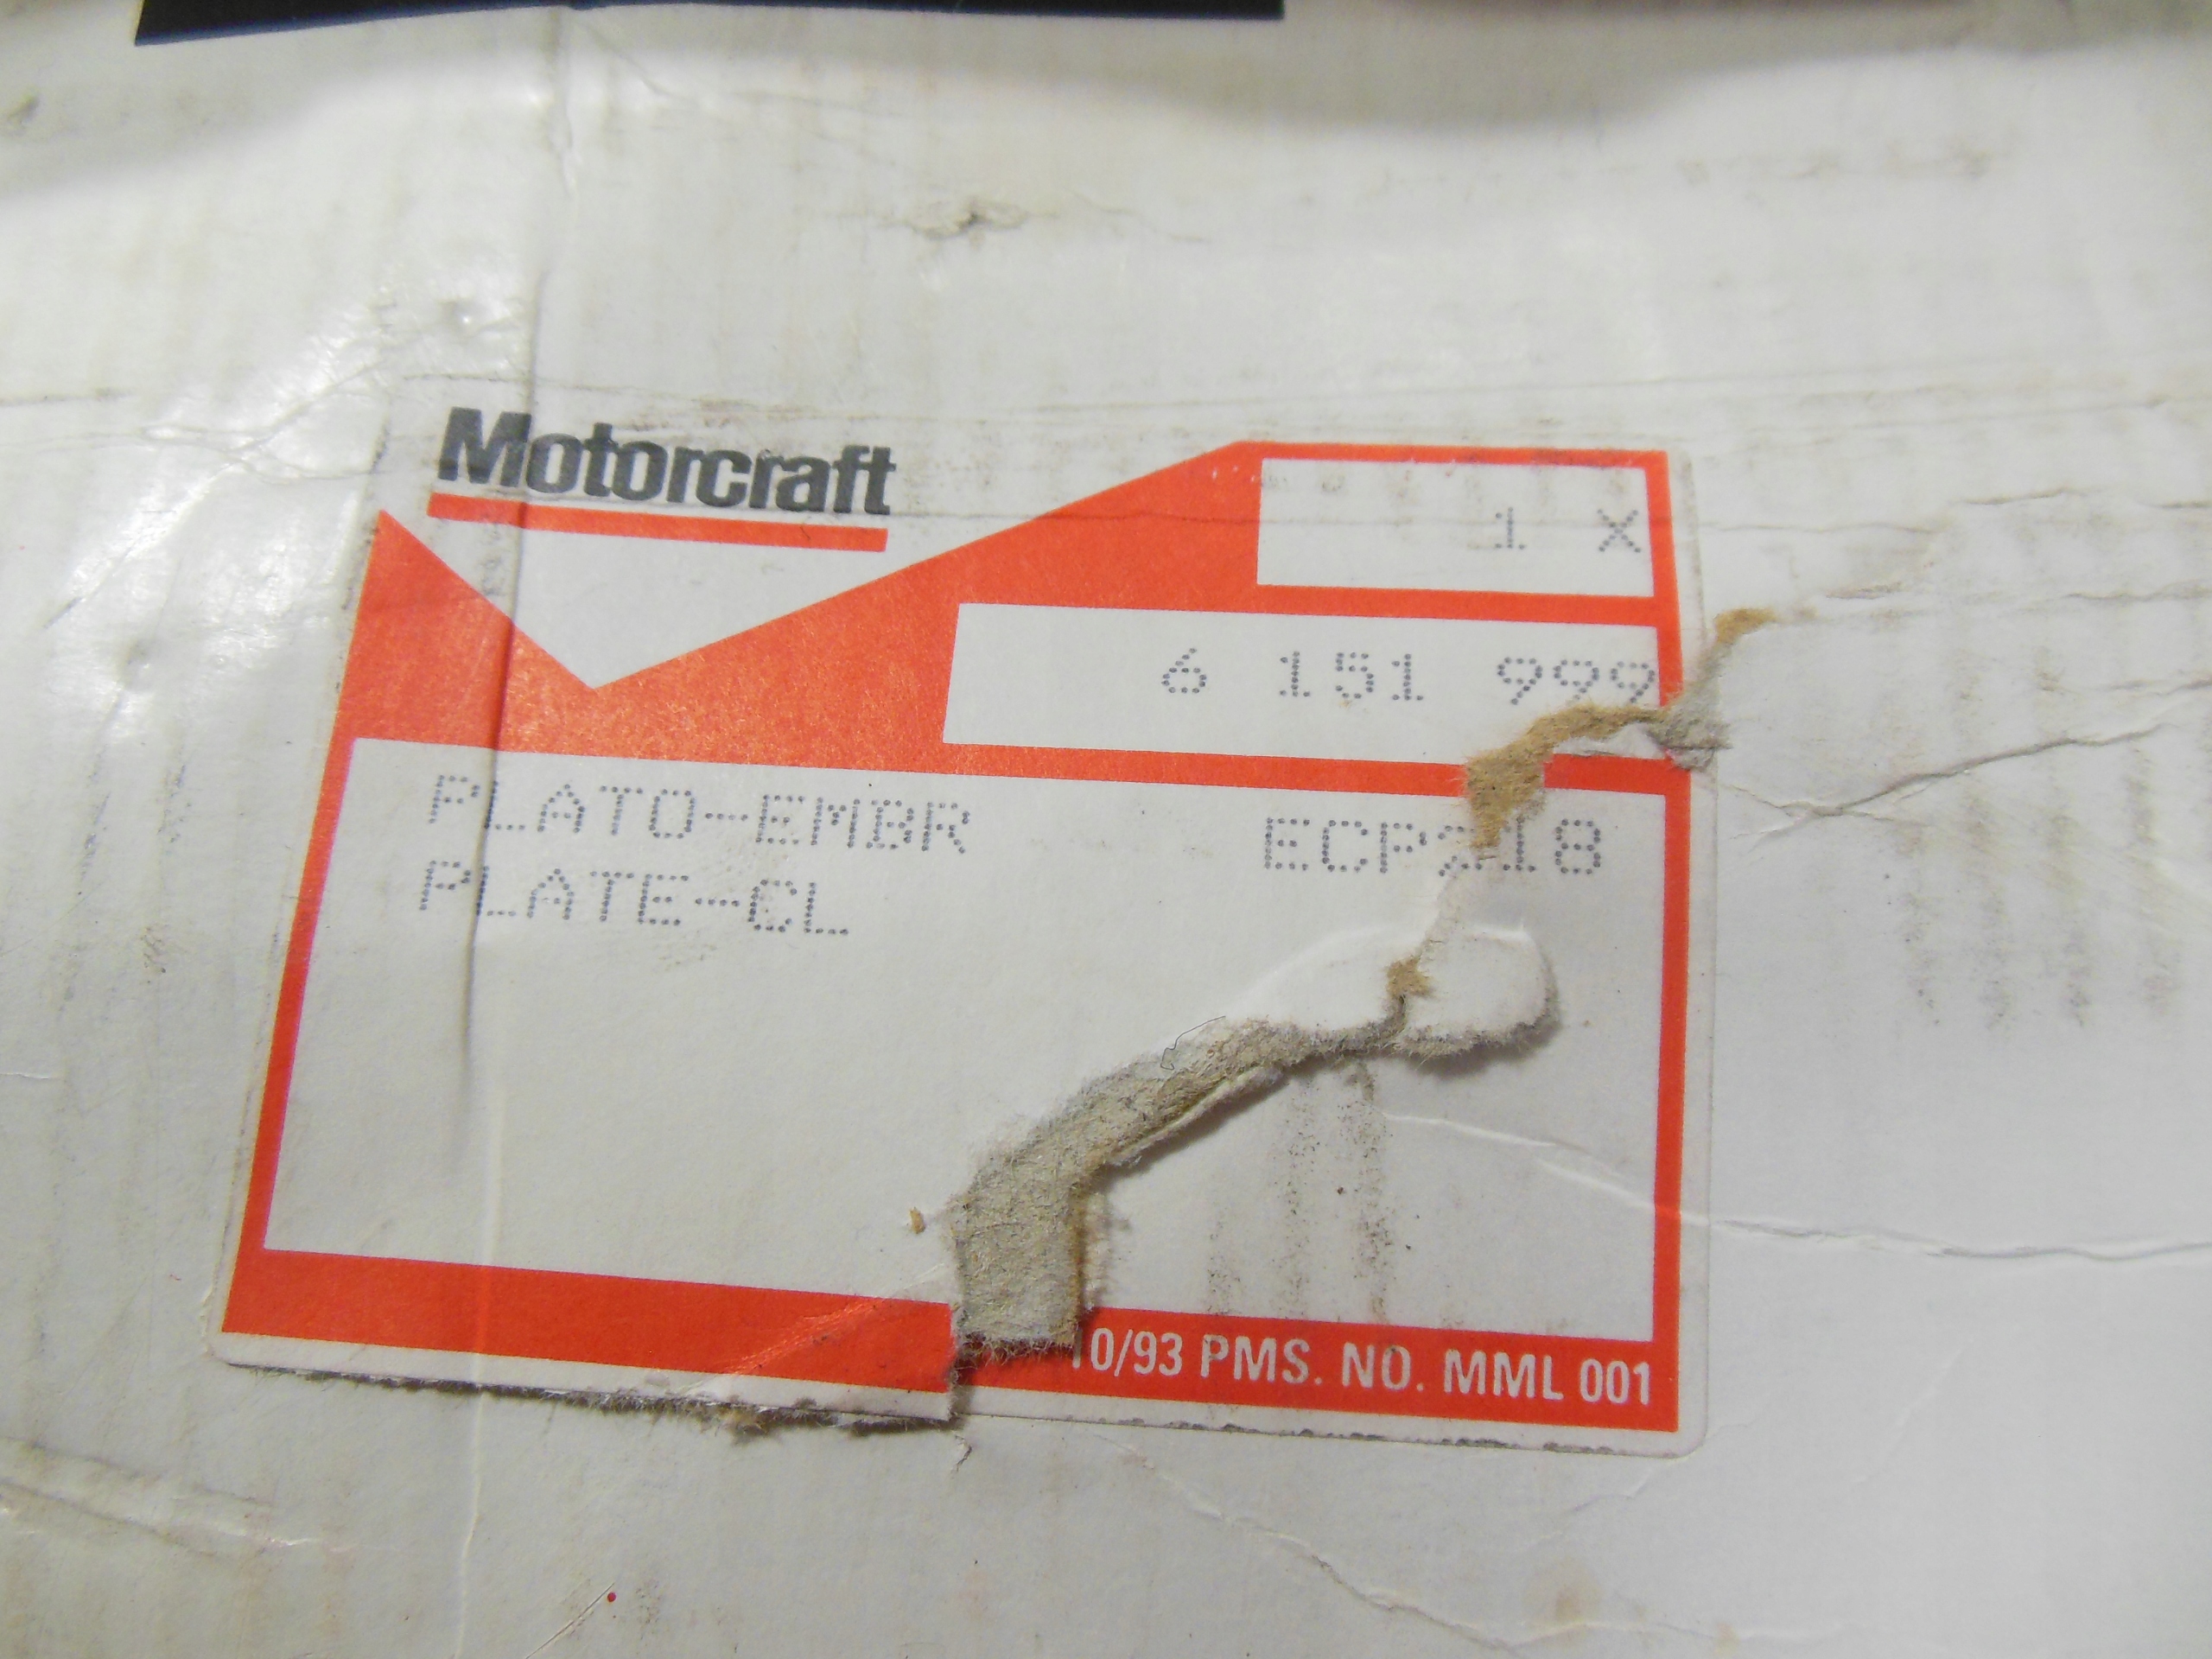 Motorcraft
1 X
6 151 999
PLATO-EMBR
PLATE-CL
10/93 PMS. NO. MML 001